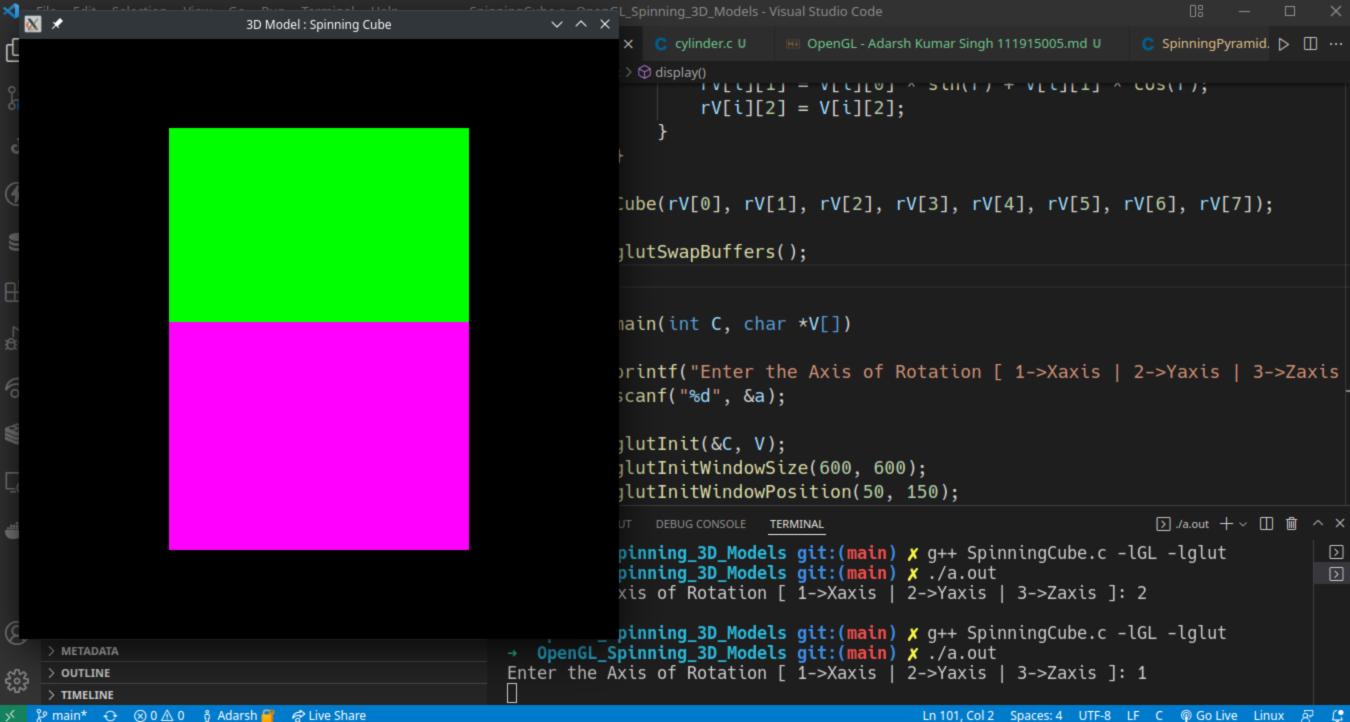 3D Model : Spinning Cube
SpinningCube.c - OpenGL_Spinning_3D_Models - Visual Studio Code
cylinder.c U
OpenGL - Adarsh Kumar Singh 111915005.md U
SpinningPyramid.
display()
rV[i][1] = V[i][0] * sin(r) + V[i][1] * cos(r);
rV[i][2] = V[i][2];
}
}
Cube(rV[0], rV[1], rV[2], rV[3], rV[4], rV[5], rV[6], rV[7]);
glutSwapBuffers();
main(int C, char *V[])
printf("Enter the Axis of Rotation [ 1->Xaxis | 2->Yaxis | 3->Zaxis
scanf("%d", &a);
glutInit(&C, V);
glutInitWindowSize(600, 600);
glutInitWindowPosition(50, 150);
UT DEBUG CONSOLE TERMINAL ./a.out
pinning_3D_Models git:(main) ✗ g++ SpinningCube.c -lGL -lglut
pinning_3D_Models git:(main) ✗ ./a.out
xis of Rotation [ 1->Xaxis | 2->Yaxis | 3->Zaxis ]: 2
pinning_3D_Models git:(main) ✗ g++ SpinningCube.c -lGL -lglut
→ OpenGL_Spinning_3D_Models git:(main) ✗ ./a.out
Enter the Axis of Rotation [ 1->Xaxis | 2->Yaxis | 3->Zaxis ]: 1
METADATA
OUTLINE
TIMELINE
main* 0 0 Adarsh Live Share Ln 101, Col 2 Spaces: 4 UTF-8 LF C Go Live Linux